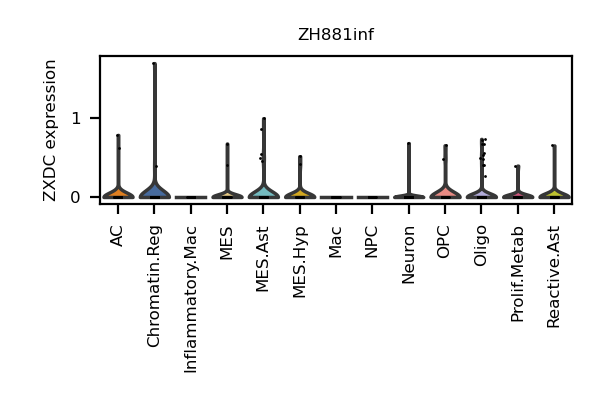 ZH881inf
ZXDC expression
1
0
AC
Chromatin.Reg
Inflammatory.Mac
MES
MES.Ast
MES.Hyp
Mac
NPC
Neuron
OPC
Oligo
Prolif.Metab
Reactive.Ast